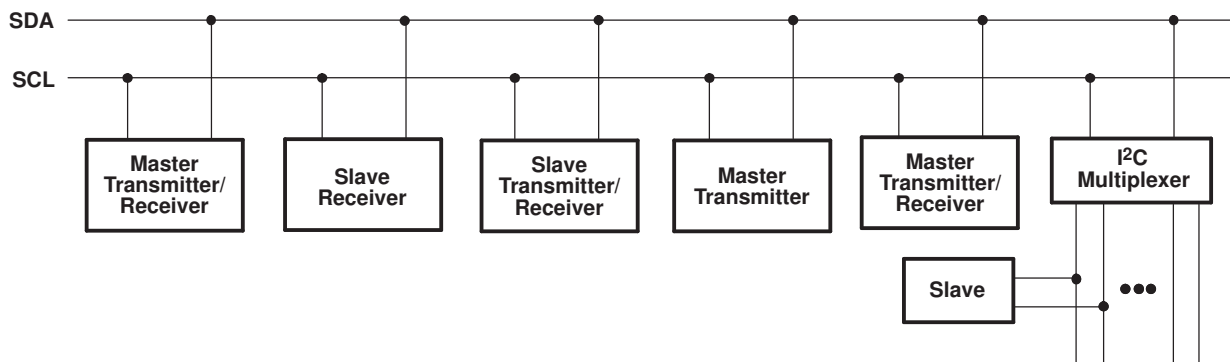 SDA
SCL
Master
Transmitter/
Receiver
Slave
Receiver
Slave
Transmitter/
Receiver
Master
Transmitter
Master
Transmitter/
Receiver
I²C
Multiplexer
Slave